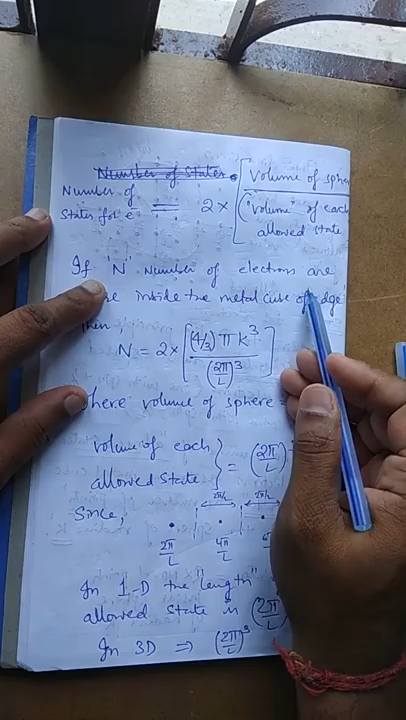 Number of States.
Number of
States for e⁻ = 2 × [Volume of spher
"volume" of each
allowed state
If 'N' Number of electrons are
inside the metal cube of edge
then,
N = 2 × [(4/3) π k³ / (2π/L)³]
Where volume of sphere =
Volume of each
allowed state } = (2π/L)
Since,
2π/L 2π/L
2π/L 4π/L 6
In 1-D the "length"
allowed state is (2π/L)
In 3D ⇒ (2π/L)³